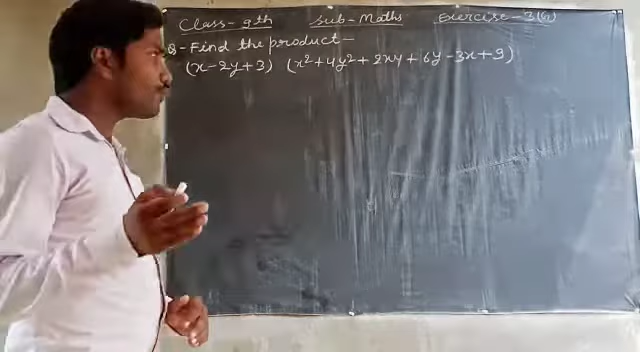 Class-9th Sub-Maths Exercise-3(G)
Q-Find the product-
(x-2y+3) (x²+4y²+2xy+6y-3x+9)